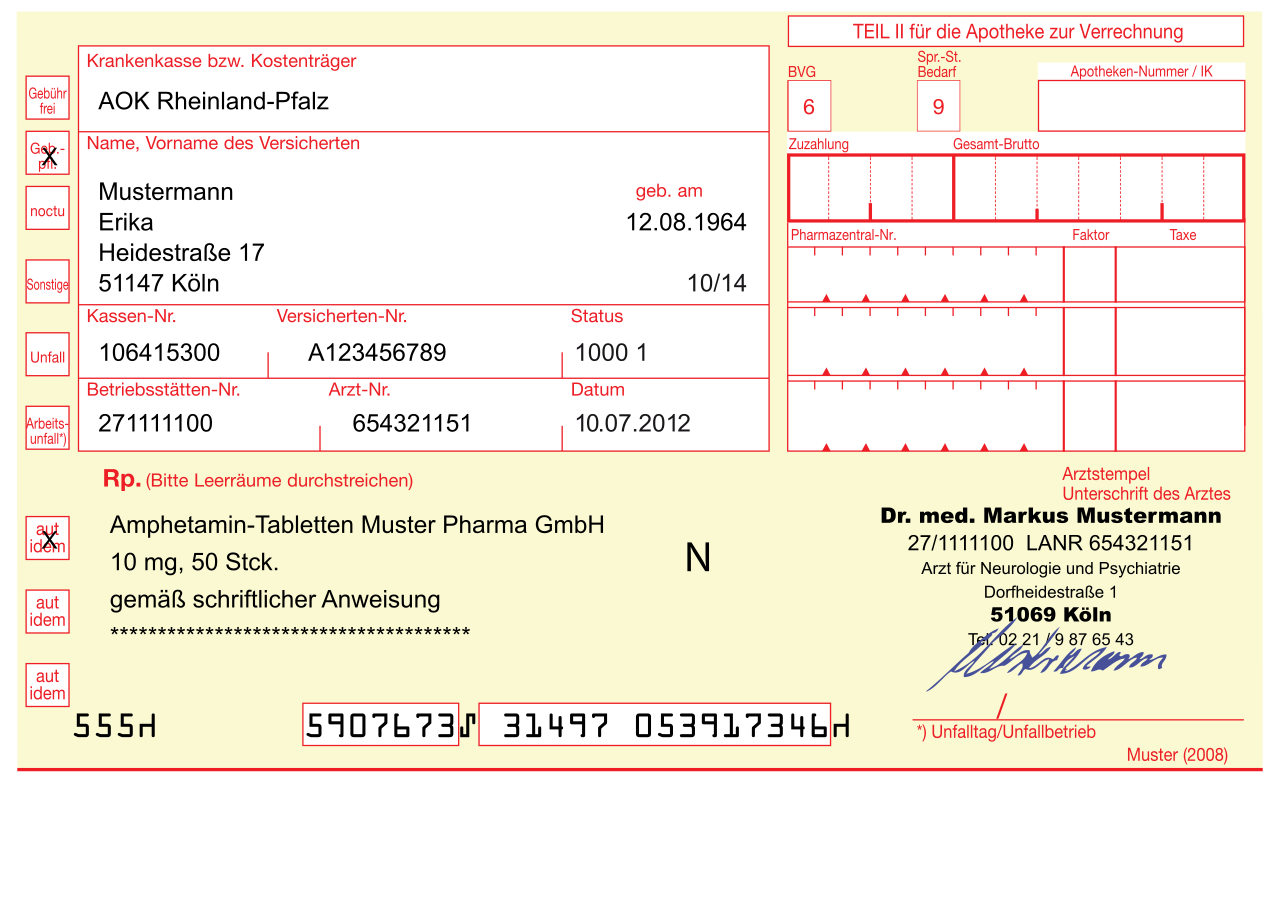 TEIL II für die Apotheke zur Verrechnung
Krankenkasse bzw. Kostenträger
AOK Rheinland-Pfalz
Gebühr
frei
BVG
6
Spr.-St.
Bedarf
9
Apotheken-Nummer / IK
Geb.-
pfl.
X
Name, Vorname des Versicherten
Mustermann
geb. am
Erika
12.08.1964
Heidestraße 17
51147 Köln
10/14
noctu
Sonstige
Zuzahlung
Gesamt-Brutto
Pharmazentral-Nr.
Faktor
Taxe
Kassen-Nr.
Versicherten-Nr.
Status
106415300
A123456789
1000 1
Unfall
Betriebsstätten-Nr.
Arzt-Nr.
Datum
271111100
654321151
10.07.2012
Arbeits-
unfall*)
Rp. (Bitte Leerräume durchstreichen)
Arztstempel
Unterschrift des Arztes
aut
idem
X
Amphetamin-Tabletten Muster Pharma GmbH
10 mg, 50 Stck.
N
gemäß schriftlicher Anweisung
**************************************
aut
idem
aut
idem
Dr. med. Markus Mustermann
27/1111100 LANR 654321151
Arzt für Neurologie und Psychiatrie
Dorfheidestraße 1
51069 Köln
Tel. 02 21 / 9 87 65 43
Mustermann
555
5907673
31497 053917346
/
*) Unfalltag/Unfallbetrieb
Muster (2008)